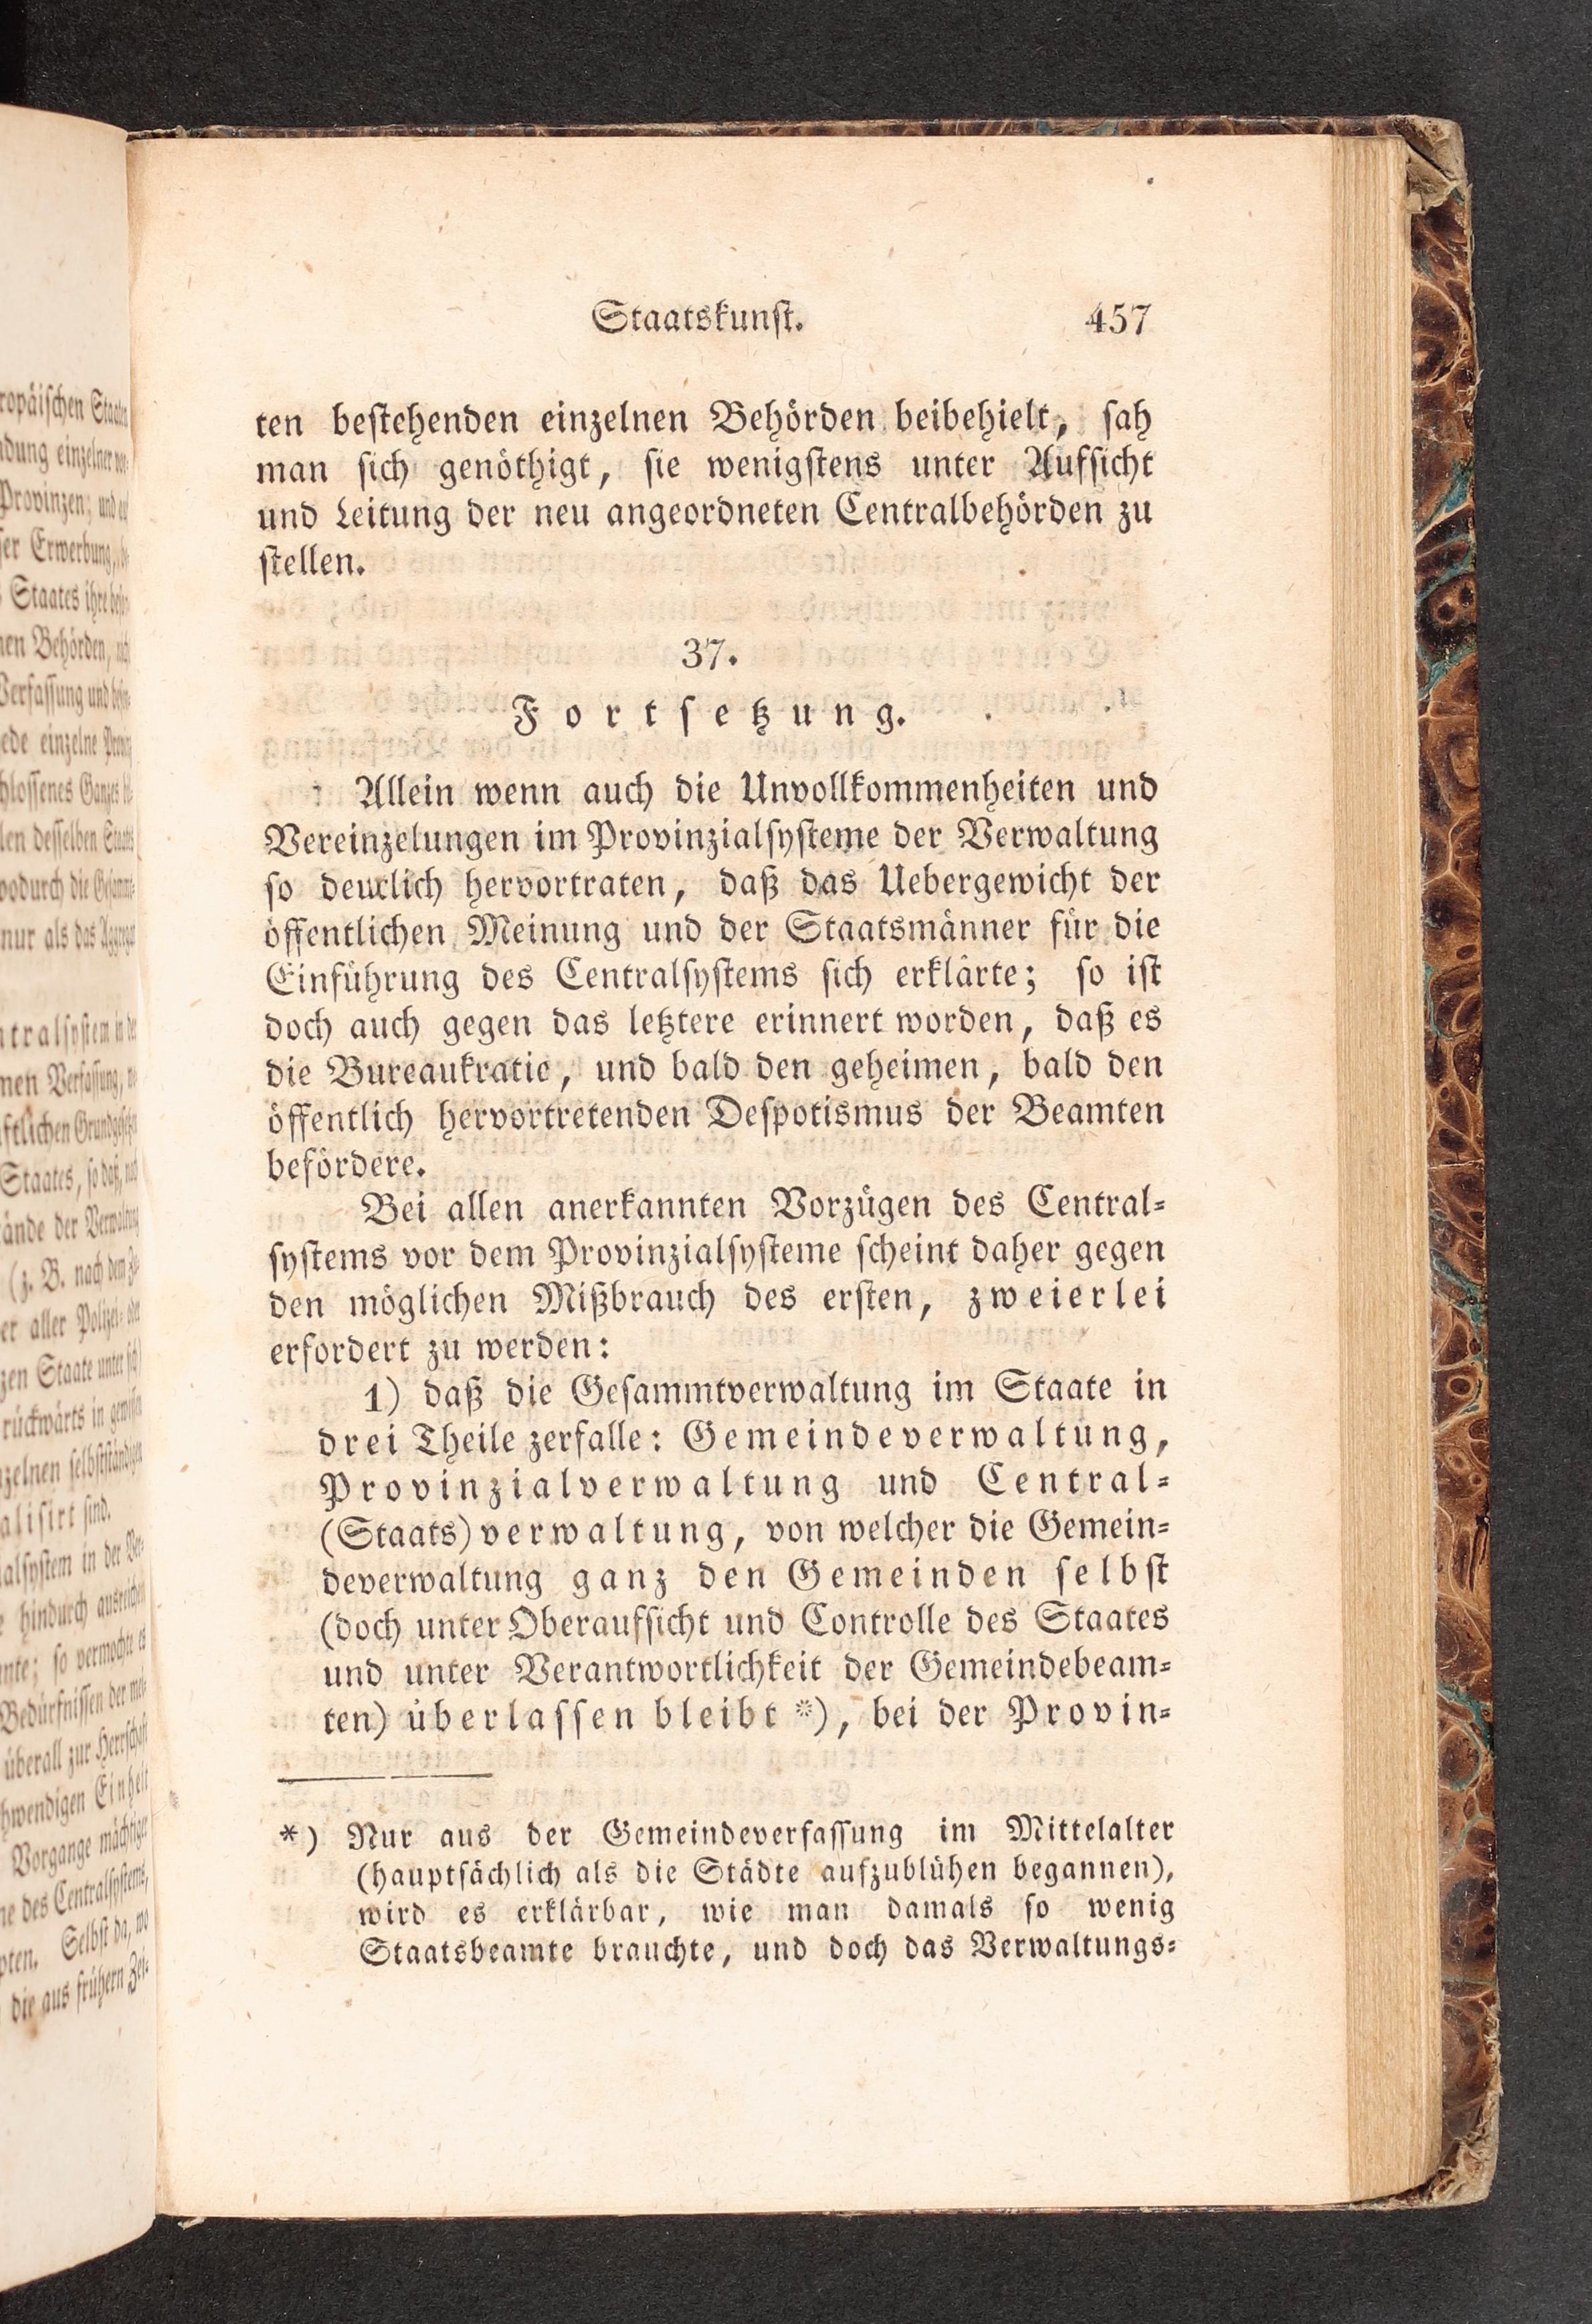 Staatskunst. 457
ten bestehenden einzelnen Behörden beibehielt, sah
man sich genöthigt, sie wenigstens unter Aufsicht
und Leitung der neu angeordneten Centralbehörden zu
stellen.
37.
Fortsetzung.
Allein wenn auch die Unvollkommenheiten und
Vereinzelungen im Provinzialsysteme der Verwaltung
so deutlich hervortraten, daß das Uebergewicht der
öffentlichen Meinung und der Staatsmänner für die
Einführung des Centralsystems sich erklärte; so ist
doch auch gegen das letztere erinnert worden, daß es
die Bureaukratie, und bald den geheimen, bald den
öffentlich hervortretenden Despotismus der Beamten
befördere.
Bei allen anerkannten Vorzügen des Central-
systems vor dem Provinzialsysteme scheint daher gegen
den möglichen Mißbrauch des ersten, zweierlei
erfordert zu werden:
1) daß die Gesammtverwaltung im Staate in
drei Theile zerfalle: Gemeindeverwaltung,
Provinzialverwaltung und Central-
(Staats)verwaltung, von welcher die Gemein-
deverwaltung ganz den Gemeinden selbst
(doch unter Oberaufsicht und Controlle des Staates
und unter Verantwortlichkeit der Gemeindebeam-
ten) überlassen bleibt *), bei der Provin-
*) Nur aus der Gemeindeverfassung im Mittelalter
(hauptsächlich als die Städte aufzublühen begannen),
wird es erklärbar, wie man damals so wenig
Staatsbeamte brauchte, und doch das Verwaltungs-